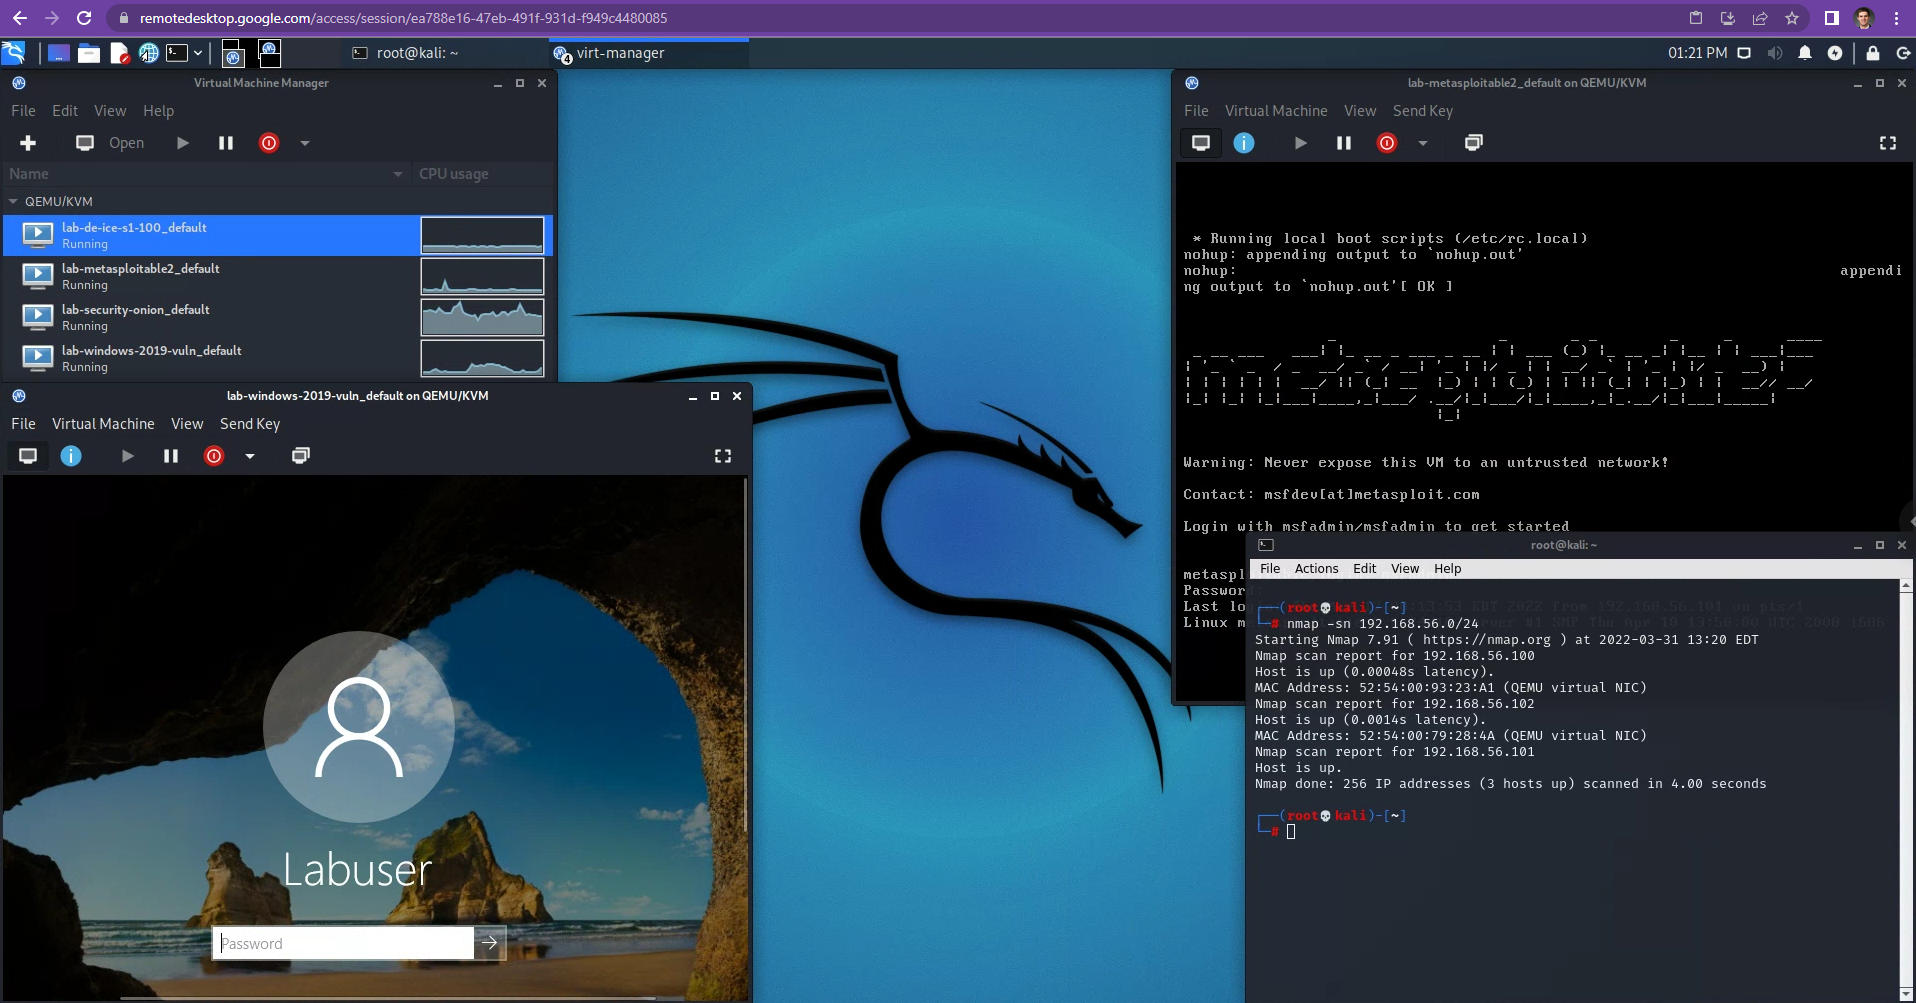 remotedesktop.google.com/access/session/ea788e16-47eb-491f-931d-f949c4480085
root@kali: ~
4 virt-manager
01:21 PM
Virtual Machine Manager
File Edit View Help
Open
Name CPU usage
QEMU/KVM
lab-de-ice-s1-100_default
Running
lab-metasploitable2_default
Running
lab-security-onion_default
Running
lab-windows-2019-vuln_default
Running
lab-windows-2019-vuln_default on QEMU/KVM
File Virtual Machine View Send Key
Labuser
Password
lab-metasploitable2_default on QEMU/KVM
File Virtual Machine View Send Key
* Running local boot scripts (/etc/rc.local)
nohup: appending output to `nohup.out'
nohup: appendi
ng output to `nohup.out'[ OK ]
Warning: Never expose this VM to an untrusted network!
Contact: msfdev[at]metasploit.com
Login with msfadmin/msfadmin to get started
metaspl
Password:
Last lo
Linux m
root@kali: ~
File Actions Edit View Help
(root💀kali)-[~]
# nmap -sn 192.168.56.0/24
Starting Nmap 7.91 ( https://nmap.org ) at 2022-03-31 13:20 EDT
Nmap scan report for 192.168.56.100
Host is up (0.00048s latency).
MAC Address: 52:54:00:93:23:A1 (QEMU virtual NIC)
Nmap scan report for 192.168.56.102
Host is up (0.0014s latency).
MAC Address: 52:54:00:79:28:4A (QEMU virtual NIC)
Nmap scan report for 192.168.56.101
Host is up.
Nmap done: 256 IP addresses (3 hosts up) scanned in 4.00 seconds
(root💀kali)-[~]
#